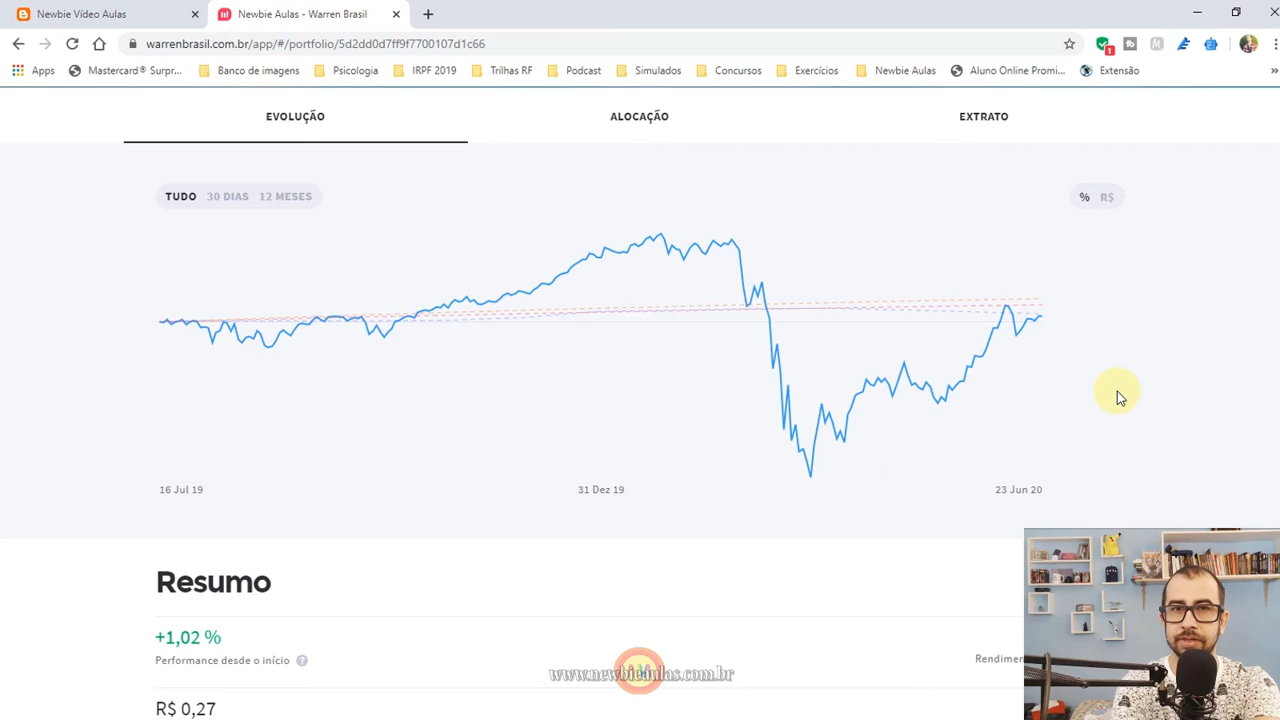 Newbie Vídeo Aulas
Newbie Aulas - Warren Brasil
warrenbrasil.com.br/app/#/portfolio/5d2dd0d7ff9f7700107d1c66
1
Apps
Mastercard® Surpr...
Banco de imagens
Psicologia
IRPF 2019
Trilhas RF
Podcast
Simulados
Concursos
Exercícios
Newbie Aulas
Aluno Online Promi...
Extensão
»
EVOLUÇÃO
ALOCAÇÃO
EXTRATO
TUDO 30 DIAS 12 MESES
% R$
16 Jul 19
31 Dez 19
23 Jun 20
Resumo
+1,02 %
Performance desde o início ?
Rendimen
www.newbieaulas.com.br
R$ 0,27